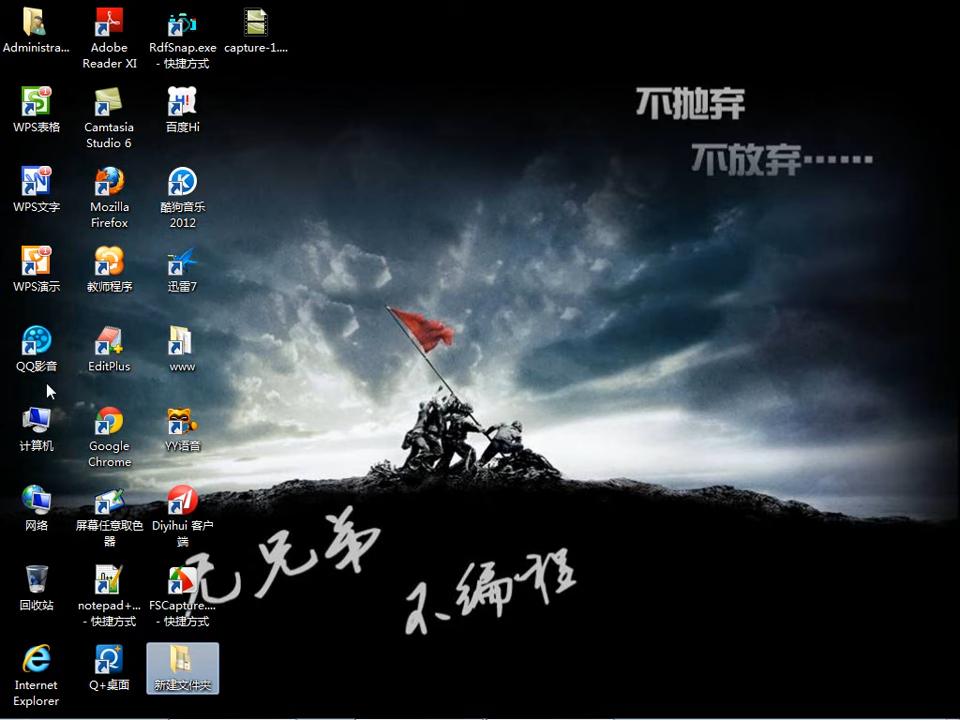 Administra...
Adobe
Reader XI
RdfSnap.exe
- 快捷方式
capture-1....
WPS表格
Camtasia
Studio 6
百度Hi
WPS文字
Mozilla
Firefox
酷狗音乐
2012
WPS演示
教师程序
迅雷7
QQ影音
EditPlus
www
计算机
Google
Chrome
YY语音
网络
屏幕任意取色
器
Diyihui 客户
端
回收站
notepad+...
- 快捷方式
FSCapture....
- 快捷方式
Internet
Explorer
Q+桌面
新建文件夹
不抛弃
不放弃······
无兄弟
不编程